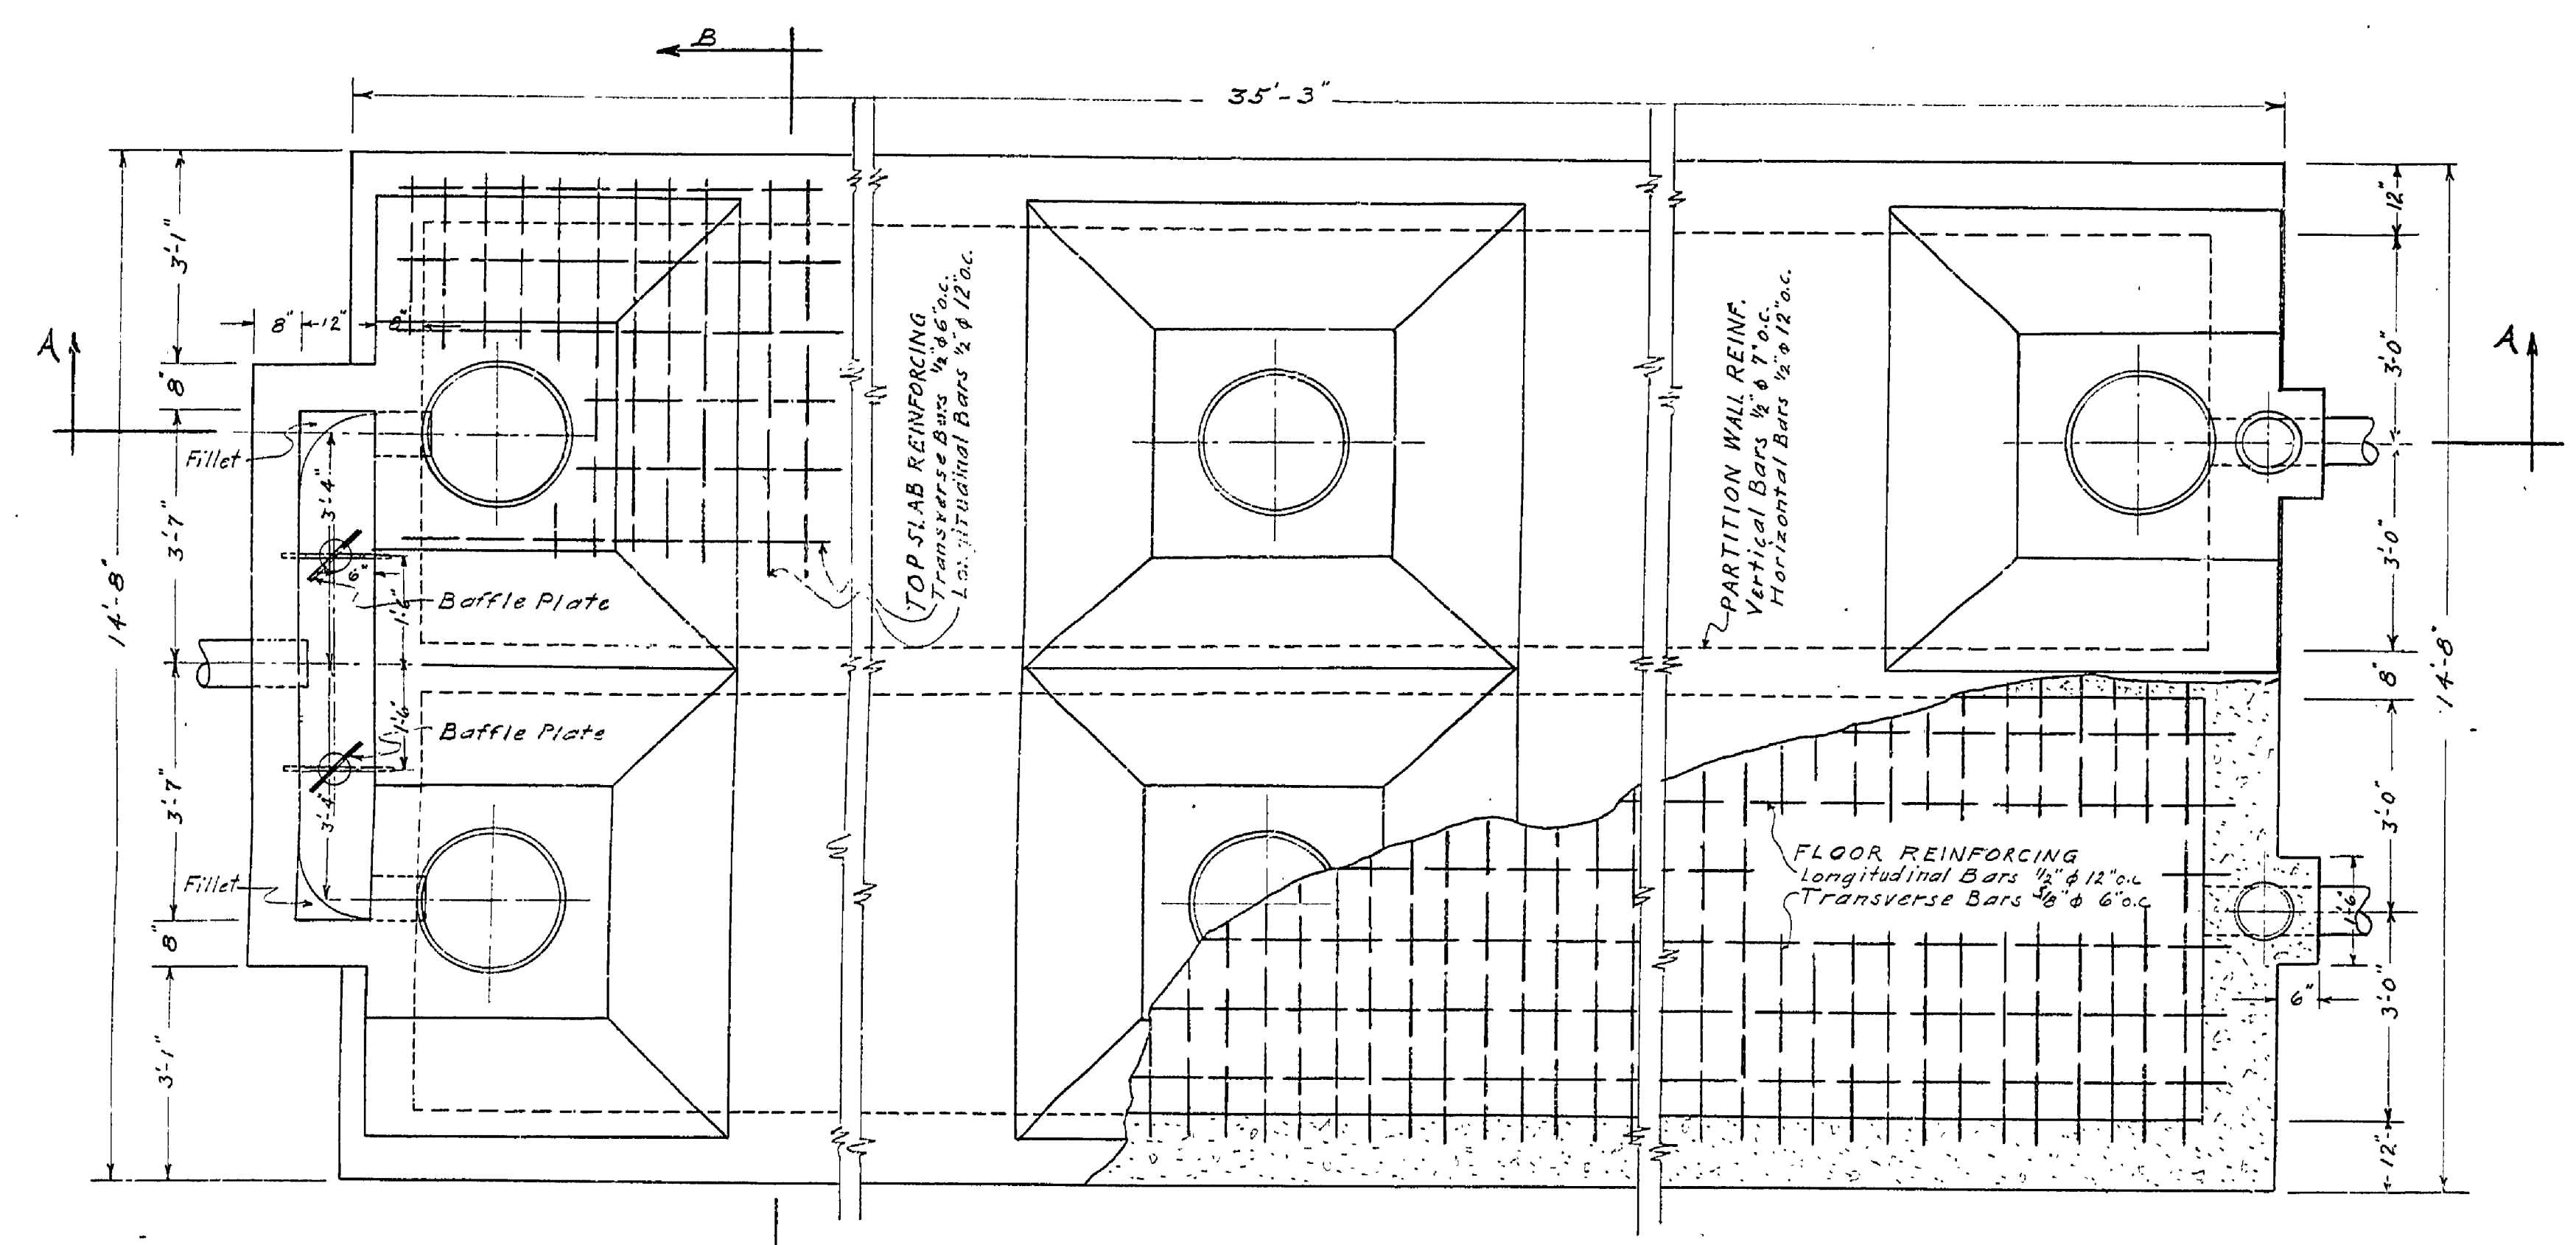 B
35'-3"
14'-8"
3'-1"
8"
3'-7"
3'-7"
8"
3'-1"
8"
12"
8"
A
A
Fillet
3'-4"
6"
1'-6"
Baffle Plate
Baffle Plate
1'-6"
3'-4"
Fillet
TOP SLAB REINFORCING
Transverse Bars ½" ϕ 6" o.c.
Longitudinal Bars ½" ϕ 12" o.c.
PARTITION WALL REINF.
Vertical Bars ½" ϕ 7" o.c.
Horizontal Bars ½" ϕ 12" o.c.
FLOOR REINFORCING
Longitudinal Bars ½" ϕ 12" o.c.
Transverse Bars ⅝" ϕ 6" o.c.
12"
3'-0"
3'-0"
8"
3'-0"
3'-0"
12"
14'-8"
1'-6"
6"